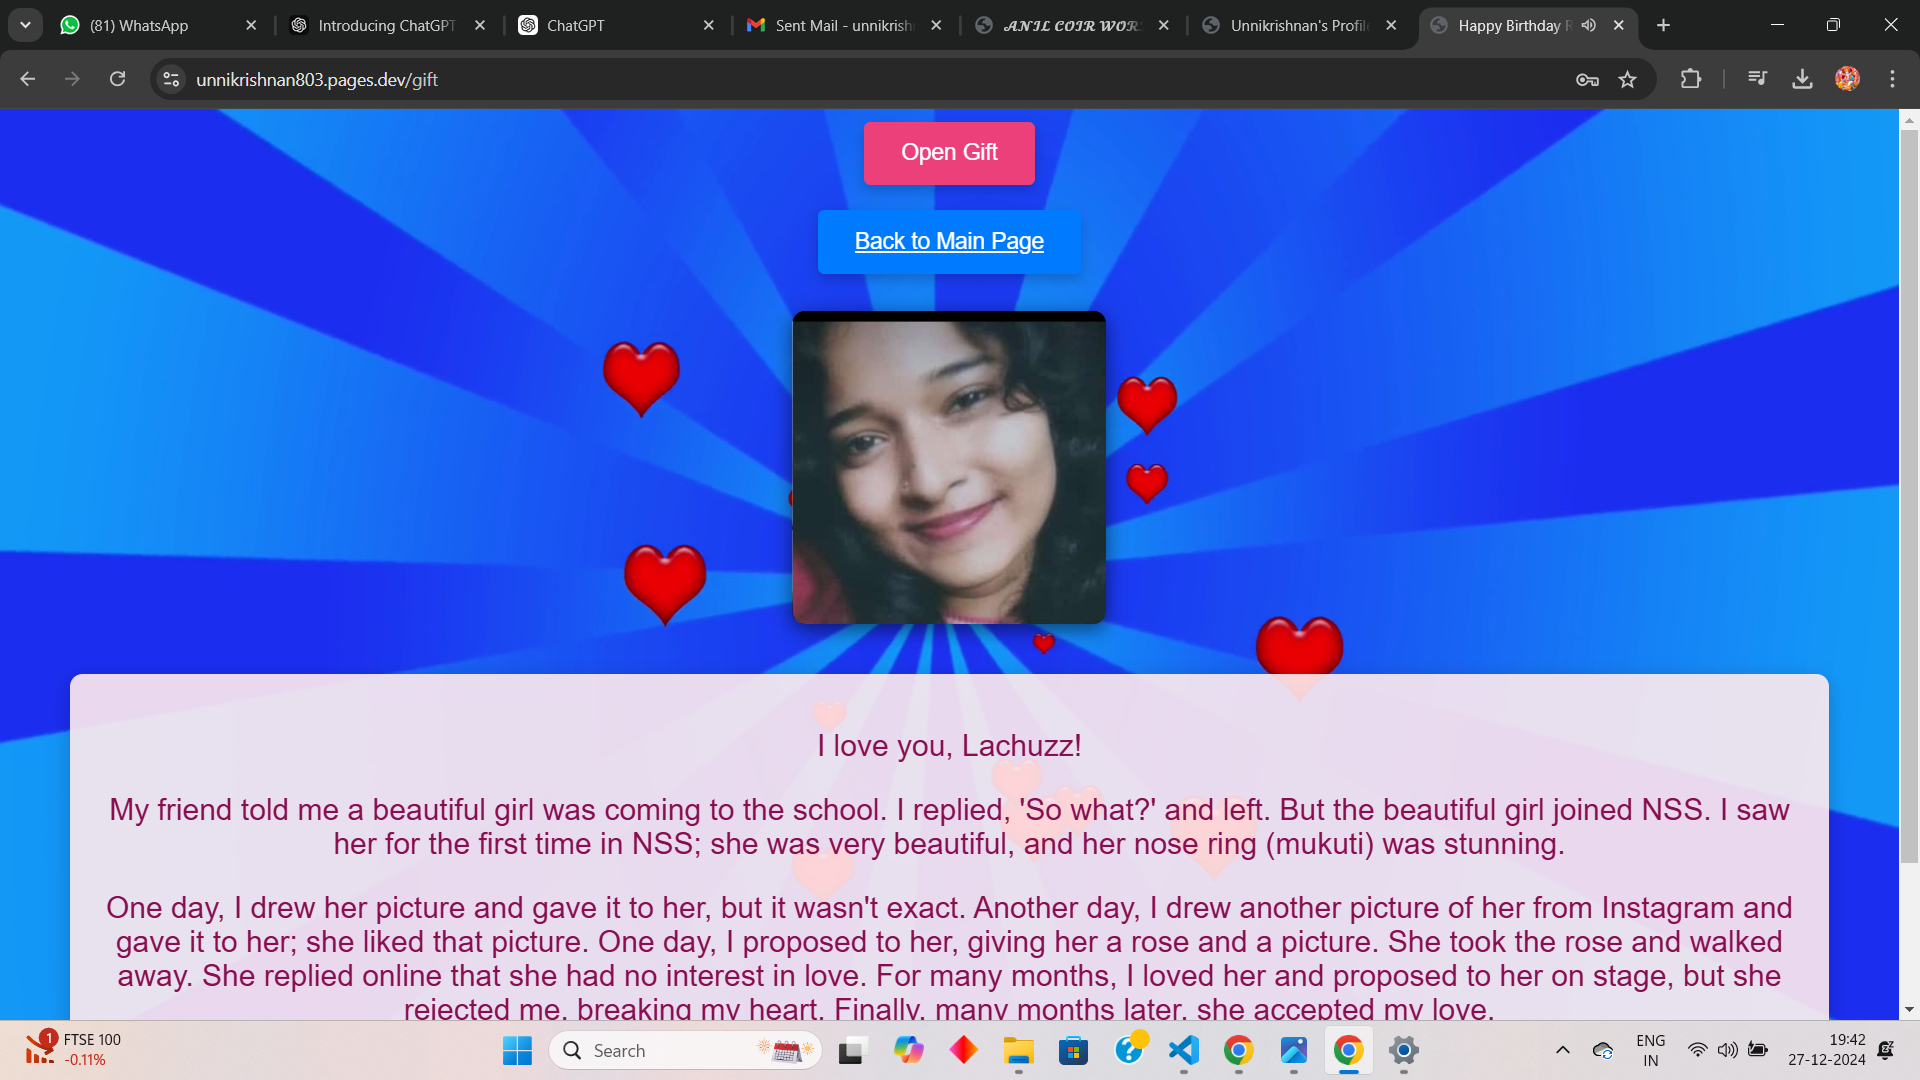 (81) WhatsApp
Introducing ChatGPT
ChatGPT
Sent Mail - unnikrishn
𝓐𝓝𝓘𝓛 𝓒𝓞𝓘𝓡 𝓦𝓞𝓡
Unnikrishnan's Profile
Happy Birthday R
unnikrishnan803.pages.dev/gift
Open Gift
Back to Main Page
I love you, Lachuzz!
My friend told me a beautiful girl was coming to the school. I replied, 'So what?' and left. But the beautiful girl joined NSS. I saw
her for the first time in NSS; she was very beautiful, and her nose ring (mukuti) was stunning.
One day, I drew her picture and gave it to her, but it wasn't exact. Another day, I drew another picture of her from Instagram and
gave it to her; she liked that picture. One day, I proposed to her, giving her a rose and a picture. She took the rose and walked
away. She replied online that she had no interest in love. For many months, I loved her and proposed to her on stage, but she
rejected me, breaking my heart. Finally, many months later, she accepted my love.
1
FTSE 100
-0.11%
Search
ENG
IN
19:42
27-12-2024